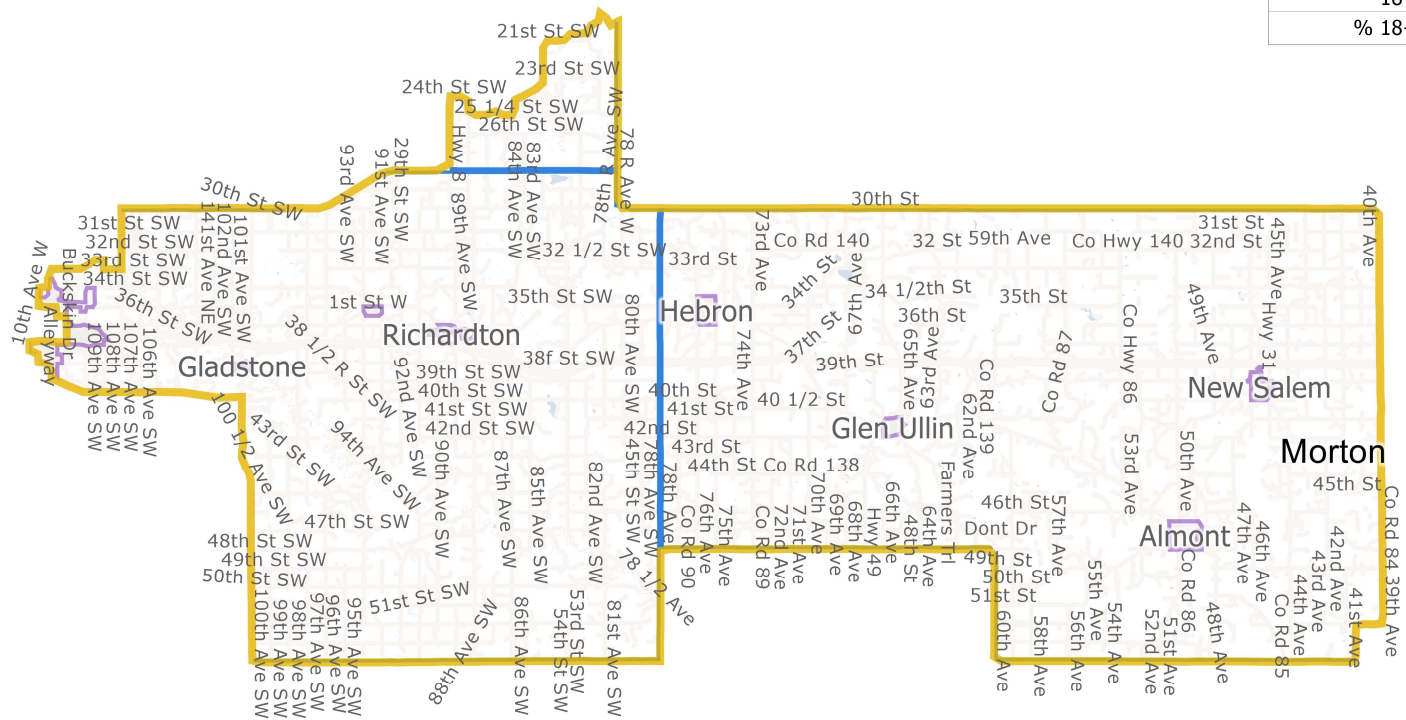 18
% 18
21st St SW
23rd St SW
24th St SW
25 1/4 St SW
26th St SW
Hwy 8
84th Ave SW
83rd Ave SW
78th R Ave SW
78 R Ave W
93rd Ave SW
91st Ave SW
29th St SW
89th Ave SW
30th St SW
30th St
40th Ave
31st St SW
32nd St SW
33rd St SW
34th St SW
36th St SW
141st Ave NE
102nd Ave SW
101st Ave SW
32 1/2 St SW
33rd St
73rd Ave
Co Rd 140
32 St
59th Ave
Co Hwy 140
32nd St
31st St
45th Ave
Hwy 31
10th Ave W
Buckskin Dr
Alleyway
109th Ave SW
108th Ave SW
107th Ave SW
106th Ave SW
1st St W
35th St SW
80th Ave SW
Hebron
34th St
67th Ave
34 1/2th St
35th St
36th St
37th St
39th St
65th Ave
63rd Ave
Co Rd 87
Co Hwy 86
49th Ave
Richardton
Gladstone
38 1/2 R St SW
38f St SW
39th St SW
40th St SW
41st St SW
42nd St SW
92nd Ave SW
74th Ave
40th St
41st St
42nd St
43rd St
44th St
Co Rd 138
40 1/2 St
Glen Ullin
Co Rd 139
62nd Ave
New Salem
Morton
45th St
100 1/2 Ave SW
43rd St SW
94th Ave SW
90th Ave SW
87th Ave SW
85th Ave SW
82nd Ave SW
45th St SW
78th Ave SW
78th Ave
Co Rd 90
76th Ave
75th Ave
Co Rd 89
72nd Ave
71st Ave
70th Ave
69th Ave
68th Ave
Hwy 49
66th Ave
48th St
64th Ave
Farmers Trl
46th St
Dont Dr
57th Ave
53rd Ave
50th Ave
Almont
47th Ave
46th Ave
Co Rd 84
39th Ave
47th St SW
48th St SW
49th St SW
50th St SW
51st St SW
78 1/2 Ave
49th St
50th St
51st St
100th Ave SW
99th Ave SW
98th Ave SW
97th Ave SW
96th Ave SW
95th Ave SW
88th Ave SW
86th Ave SW
54th St SW
53rd St SW
81st Ave SW
60th Ave
58th Ave
56th Ave
55th Ave
54th Ave
52nd Ave
51st Ave
Co Rd 86
48th Ave
Co Rd 85
44th Ave
43rd Ave
42nd Ave
41st Ave